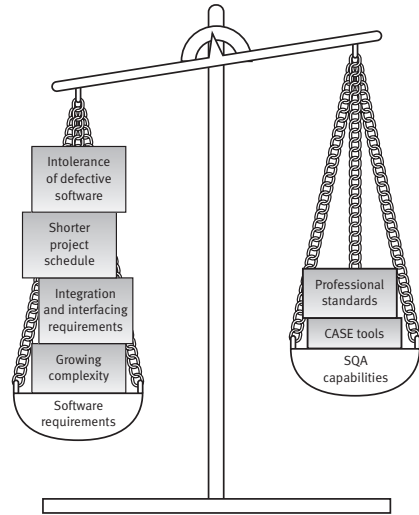 Intolerance
of defective
software
Shorter
project
schedule
Integration
and interfacing
requirements
Growing
complexity
Software
requirements
Professional
standards
CASE tools
SQA
capabilities